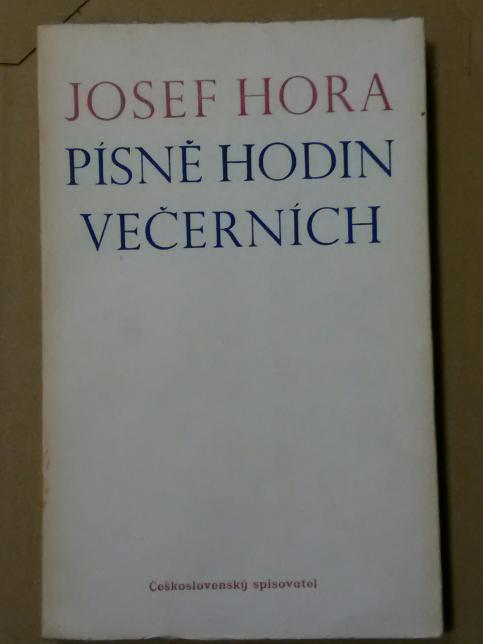 JOSEF HORA
PÍSNĚ HODIN
VEČERNÍCH
Československý spisovatel